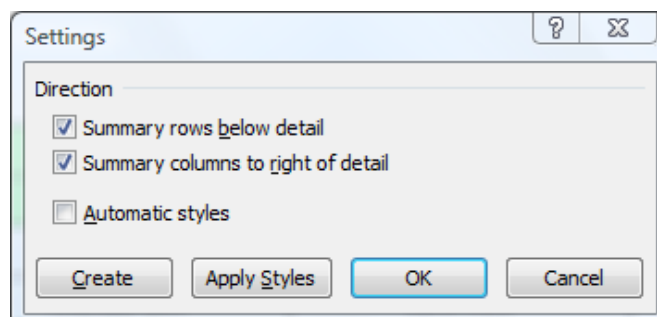 Settings
Direction
Summary rows below detail
Summary columns to right of detail
Automatic styles
Create Apply Styles OK Cancel